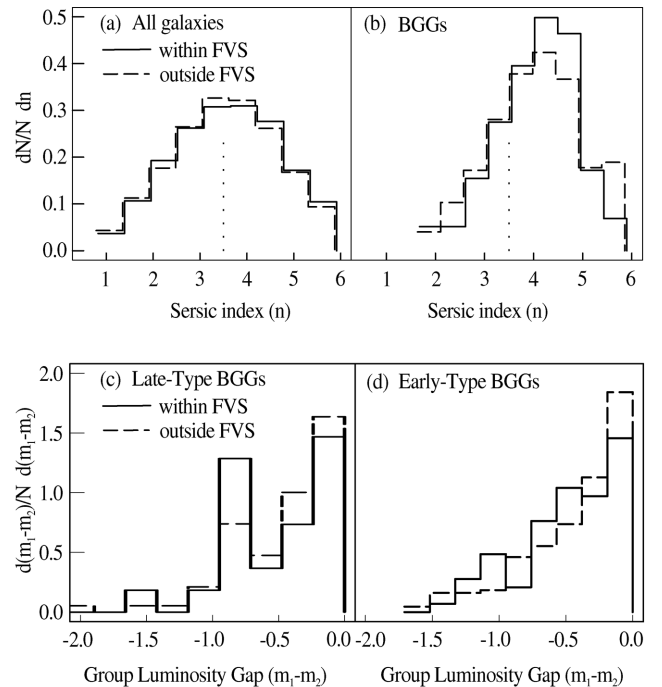 (a) All galaxies
within FVS
outside FVS
(b) BGGs
dN/N dn
0.5
0.4
0.3
0.2
0.1
0.0
1 2 3 4 5 6 1 2 3 4 5 6
Sersic index (n) Sersic index (n)
(c) Late-Type BGGs
within FVS
outside FVS
(d) Early-Type BGGs
d(m₁-m₂)/N d(m₁-m₂)
2.0
1.5
1.0
0.5
0.0
-2.0 -1.5 -1.0 -0.5 0.0 -1.5 -1.0 -0.5 0.0
Group Luminosity Gap (m₁-m₂) Group Luminosity Gap (m₁-m₂)